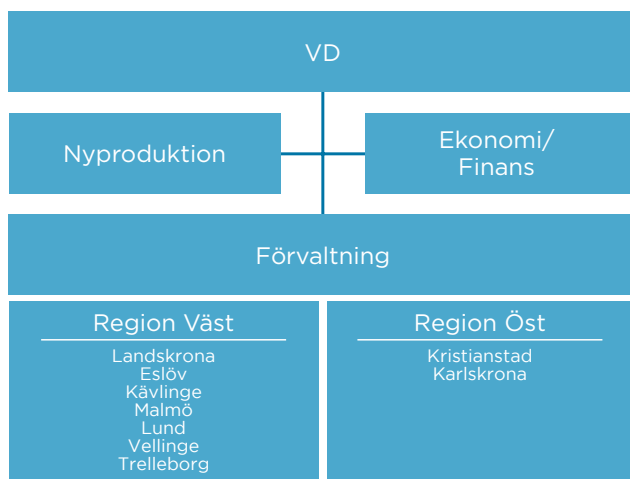 VD
Nyproduktion
Ekonomi/
Finans
Förvaltning
Region Väst
Landskrona
Eslöv
Kävlinge
Malmö
Lund
Vellinge
Trelleborg
Region Öst
Kristianstad
Karlskrona